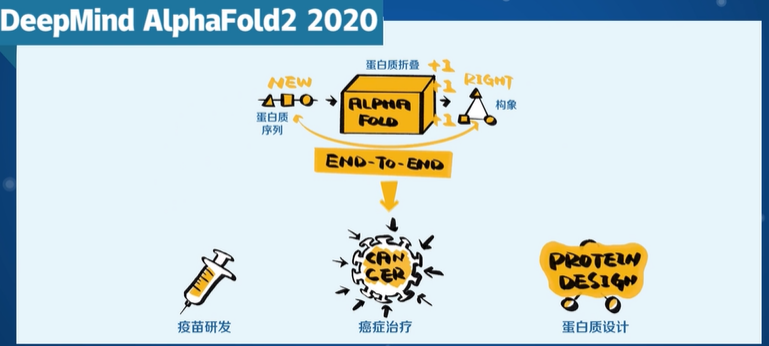 DeepMind AlphaFold2 2020
蛋白质折叠
+1
+1
+1
NEW
RIGHT
ALPHA
FOLD
构象
蛋白质
序列
END-TO-END
CAN
CER
PROTEIN
DESIGN
疫苗研发
癌症治疗
蛋白质设计